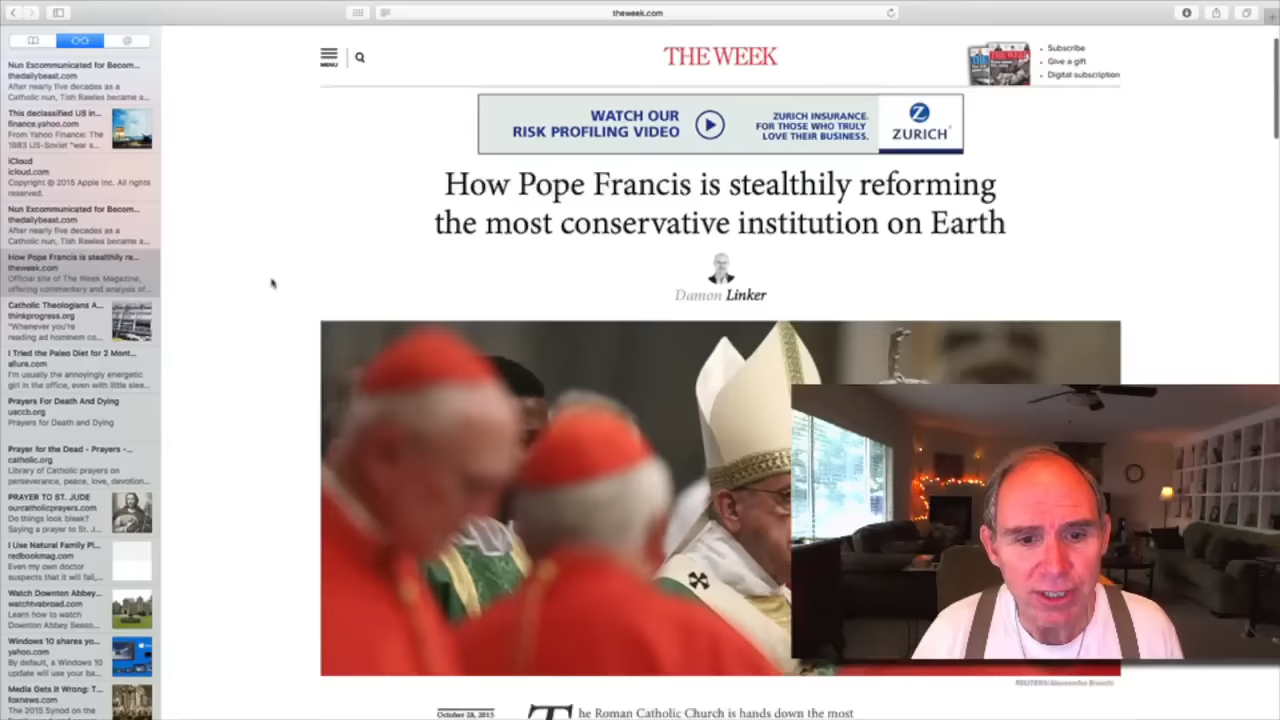 theweek.com
Nun Excommunicated for Becom...
thedailybeast.com
After nearly five decades as a
Catholic nun, Tish Rawles became a...
This declassified US in...
finance.yahoo.com
From Yahoo Finance: The
1983 US-Soviet "war s...
iCloud
icloud.com
Copyright © 2015 Apple Inc. All rights
reserved.
Nun Excommunicated for Becom...
thedailybeast.com
After nearly five decades as a
Catholic nun, Tish Rawles became a...
How Pope Francis is stealthily re...
theweek.com
Official site of The Week Magazine,
offering commentary and analysis of...
Catholic Theologians A...
thinkprogress.org
"Whenever you're
reading ad hominem co...
I Tried the Paleo Diet for 2 Mont...
allure.com
I'm usually the annoyingly energetic
girl in the office, even with little slee...
Prayers For Death And Dying
usccb.org
Prayers for Death and Dying
Prayer for the Dead - Prayers -...
catholic.org
Library of Catholic prayers on
perseverance, peace, love, devotion...
PRAYER TO ST. JUDE
ourcatholicprayers.com
Do things look bleak?
Saying a prayer to St. J...
I Use Natural Family Pl...
redbookmag.com
Even my own doctor
suspects that it will fail,...
Watch Downton Abbey...
watchtvabroad.com
Learn how to watch
Downton Abbey Seaso...
Windows 10 shares yo...
yahoo.com
By default, a Windows 10
update will use your ba...
Media Gets It Wrong: T...
foxnews.com
The 2015 Synod on the
MENU
THE WEEK
Subscribe
Give a gift
Digital subscription
WATCH OUR
RISK PROFILING VIDEO
ZURICH INSURANCE.
FOR THOSE WHO TRULY
LOVE THEIR BUSINESS.
ZURICH
How Pope Francis is stealthily reforming
the most conservative institution on Earth
Damon Linker
REUTERS/Alessandro Bianchi
October 28, 2015
The Roman Catholic Church is hands down the most